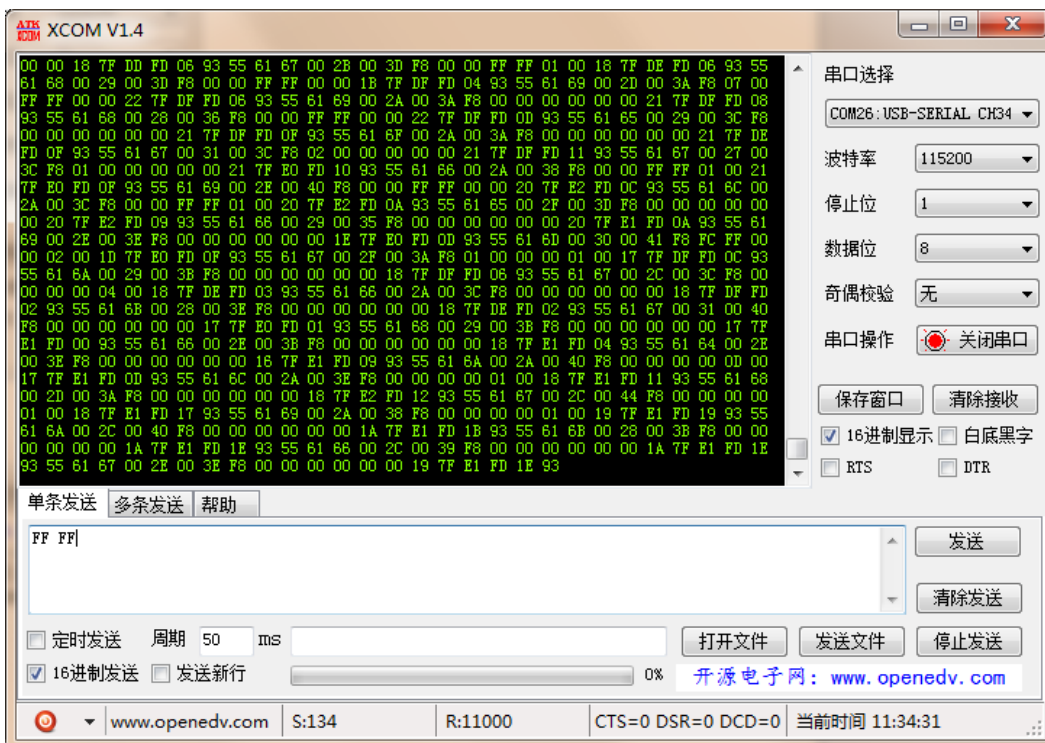 XCOM V1.4
00 00 18 7F DD FD 06 93 55 61 67 00 2B 00 3D F8 00 00 FF FF 01 00 18 7F DE FD 06 93 55
61 68 00 29 00 3D F8 00 00 FF FF 00 00 1B 7F DF FD 04 93 55 61 69 00 2D 00 3A F8 07 00
FF FF 00 00 22 7F DF FD 06 93 55 61 69 00 2A 00 3A F8 00 00 00 00 00 00 21 7F DF FD 08
93 55 61 68 00 28 00 36 F8 00 00 FF FF 00 00 22 7F DF FD 0D 93 55 61 65 00 29 00 3C F8
00 00 00 00 00 00 21 7F DF FD 0F 93 55 61 6F 00 2A 00 3A F8 00 00 00 00 00 00 21 7F DE
FD 0F 93 55 61 67 00 31 00 3C F8 02 00 00 00 00 00 21 7F DF FD 11 93 55 61 67 00 27 00
3C F8 01 00 00 00 00 00 21 7F E0 FD 10 93 55 61 66 00 2A 00 38 F8 00 00 FF FF 01 00 21
7F E0 FD 0F 93 55 61 69 00 2E 00 40 F8 00 00 FF FF 00 00 20 7F E2 FD 0C 93 55 61 6C 00
2A 00 3C F8 00 00 FF FF 01 00 20 7F E2 FD 0A 93 55 61 65 00 2F 00 3D F8 00 00 00 00 00
00 20 7F E2 FD 09 93 55 61 66 00 29 00 35 F8 00 00 00 00 00 00 20 7F E1 FD 0A 93 55 61
69 00 2E 00 3E F8 00 00 00 00 00 00 1E 7F E0 FD 0D 93 55 61 6D 00 30 00 41 F8 FC FF 00
00 02 00 1D 7F E0 FD 0F 93 55 61 67 00 2F 00 3A F8 01 00 00 00 01 00 17 7F DF FD 0C 93
55 61 6A 00 29 00 3B F8 00 00 00 00 00 00 18 7F DF FD 06 93 55 61 67 00 2C 00 3C F8 00
00 00 00 04 00 18 7F DE FD 03 93 55 61 66 00 2A 00 3C F8 00 00 00 00 00 00 18 7F DF FD
02 93 55 61 6B 00 28 00 3E F8 00 00 00 00 00 00 18 7F DE FD 02 93 55 61 67 00 31 00 40
F8 00 00 00 00 00 00 17 7F E0 FD 01 93 55 61 68 00 29 00 3B F8 00 00 00 00 00 00 17 7F
E1 FD 00 93 55 61 66 00 2E 00 3B F8 00 00 00 00 00 00 18 7F E1 FD 04 93 55 61 64 00 2E
00 3E F8 00 00 00 00 01 00 16 7F E1 FD 09 93 55 61 6A 00 2A 00 40 F8 00 00 00 00 0D 00
17 7F E1 FD 0D 93 55 61 6C 00 2A 00 3E F8 00 00 00 00 01 00 18 7F E1 FD 11 93 55 61 68
00 2D 00 3A F8 00 00 00 00 00 00 18 7F E2 FD 12 93 55 61 67 00 2C 00 44 F8 00 00 00 00
01 00 18 7F E1 FD 17 93 55 61 69 00 2A 00 38 F8 00 00 00 00 01 00 19 7F E1 FD 19 93 55
61 6A 00 2C 00 40 F8 00 00 00 00 00 00 1A 7F E1 FD 1B 93 55 61 6B 00 28 00 3B F8 00 00
00 00 00 00 1A 7F E1 FD 1E 93 55 61 66 00 2C 00 39 F8 00 00 00 00 00 00 1A 7F E1 FD 1E
93 55 61 67 00 2E 00 3E F8 00 00 00 00 00 00 19 7F E1 FD 1E 93
串口选择
COM26:USB-SERIAL CH34
波特率 115200
停止位 1
数据位 8
奇偶校验 无
串口操作 关闭串口
保存窗口 清除接收
16进制显示 白底黑字
RTS DTR
单条发送 多条发送 帮助
FF FF
发送
清除发送
定时发送 周期 50 ms 打开文件 发送文件 停止发送
16进制发送 发送新行 0% 开源电子网：www.openedv.com
www.openedv.com S:134 R:11000 CTS=0 DSR=0 DCD=0 当前时间 11:34:31